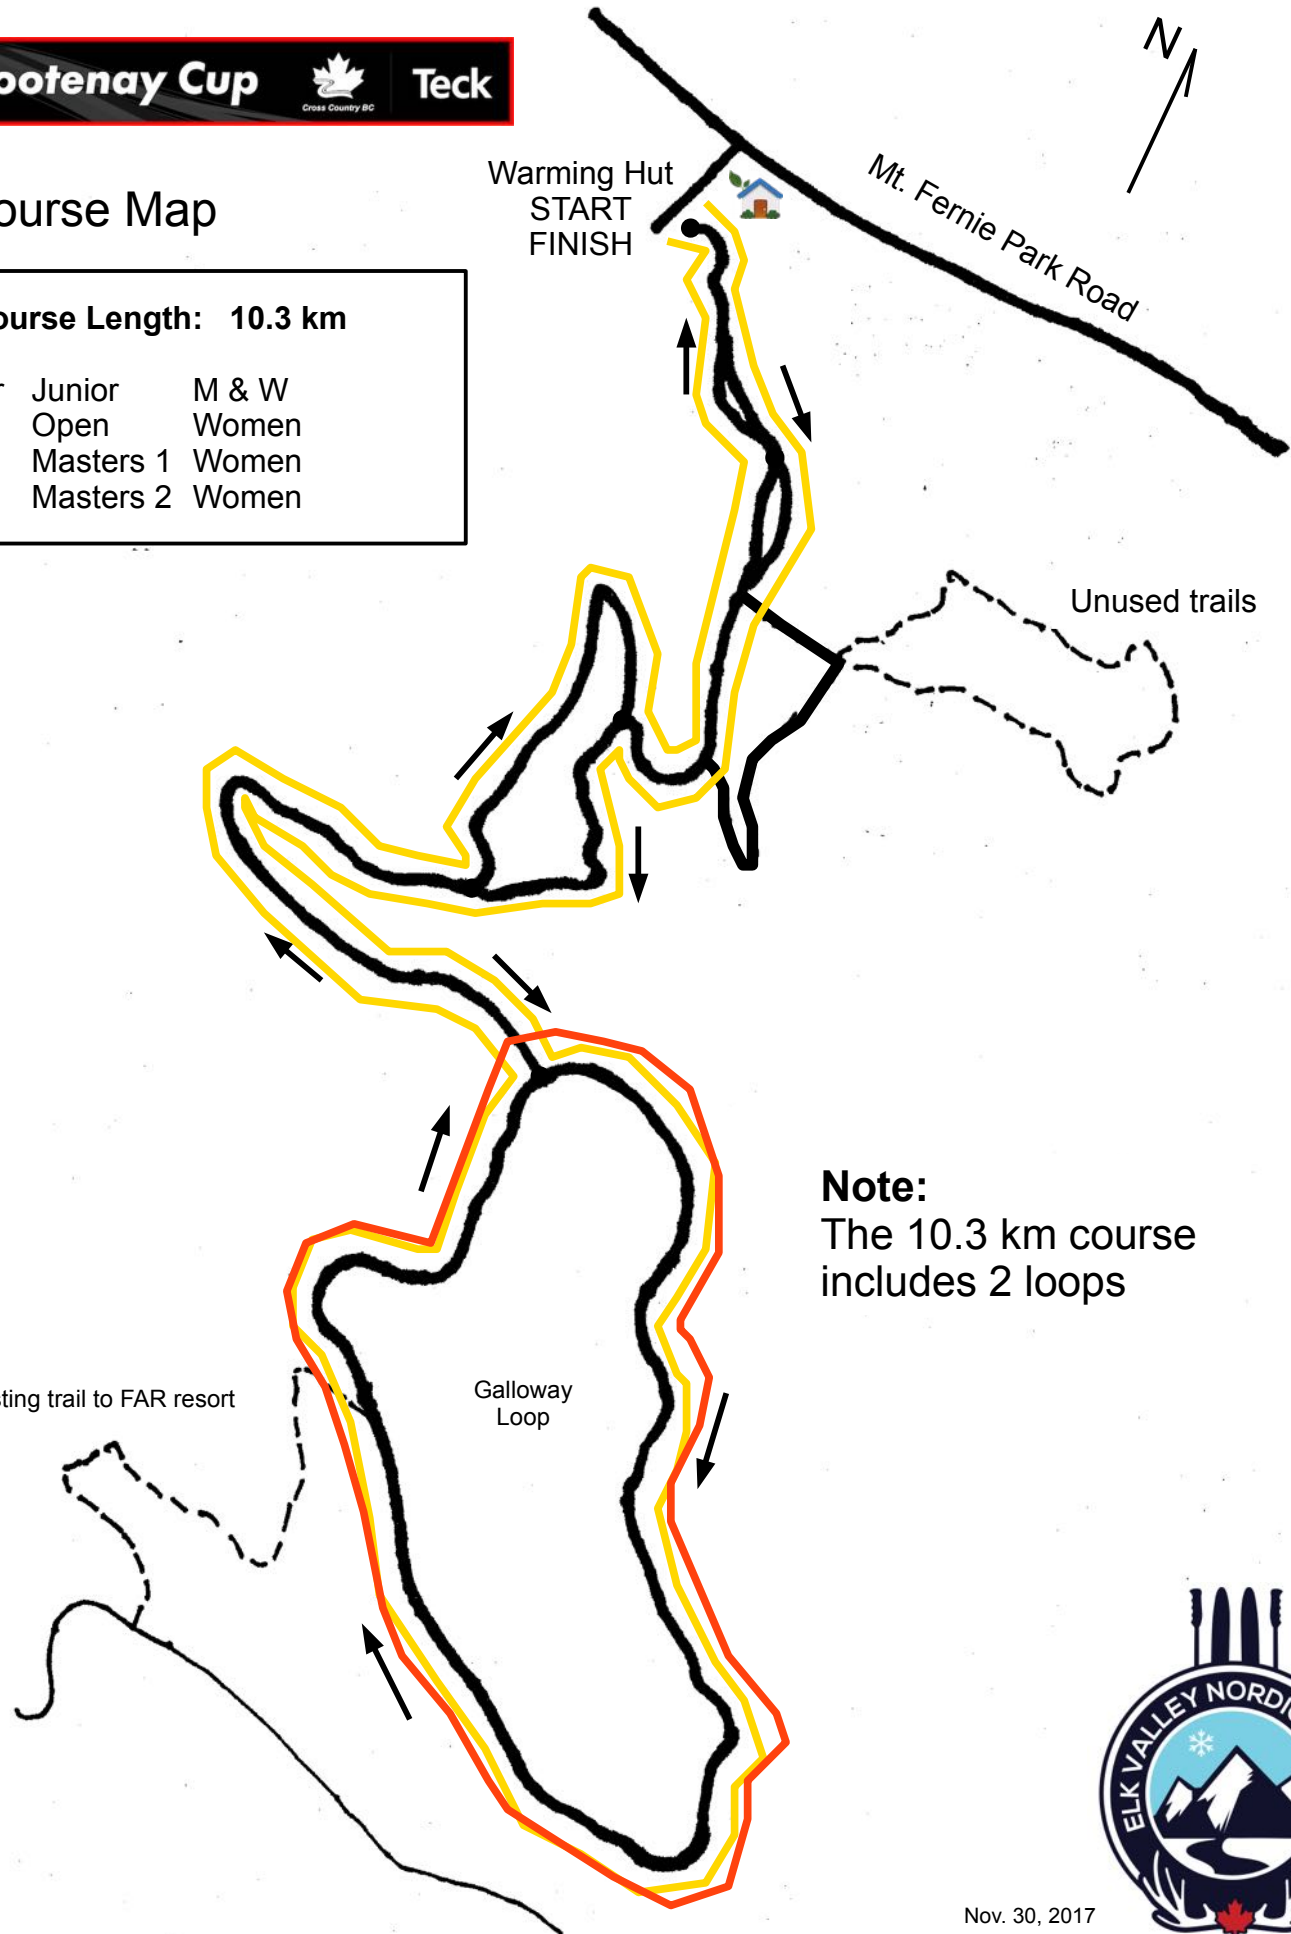 ootenay Cup
Cross Country BC
Teck
N
Warming Hut
START
FINISH
Mt. Fernie Park Road
ourse Map
ourse Length: 10.3 km
r Junior M & W
Open Women
Masters 1 Women
Masters 2 Women
Unused trails
Note:
The 10.3 km course
includes 2 loops
Galloway
Loop
sting trail to FAR resort
ELK VALLEY NORDI
Nov. 30, 2017